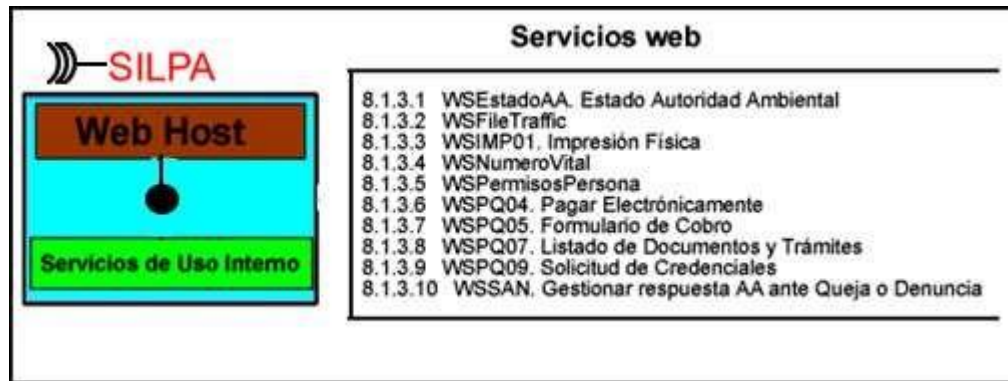 SILPA
Web Host
Servicios de Uso Interno
Servicios web
8.1.3.1 WSEstadoAA. Estado Autoridad Ambiental
8.1.3.2 WSFileTraffic
8.1.3.3 WSIMP01. Impresión Física
8.1.3.4 WSNumeroVital
8.1.3.5 WSPermisosPersona
8.1.3.6 WSPQ04. Pagar Electrónicamente
8.1.3.7 WSPQ05. Formulario de Cobro
8.1.3.8 WSPQ07. Listado de Documentos y Trámites
8.1.3.9 WSPQ09. Solicitud de Credenciales
8.1.3.10 WSSAN. Gestionar respuesta AA ante Queja o Denuncia